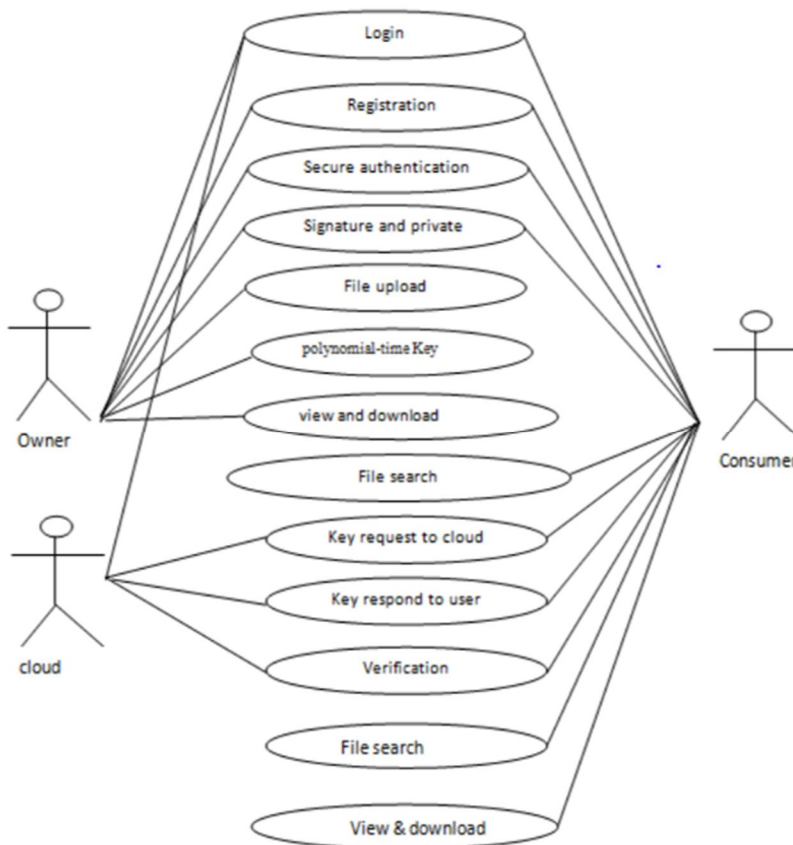 Login
Registration
Secure authentication
Signature and private
File upload
polynomial-time Key
view and download
Owner
Consumer
File search
Key request to cloud
Key respond to user
cloud
Verification
File search
View & download